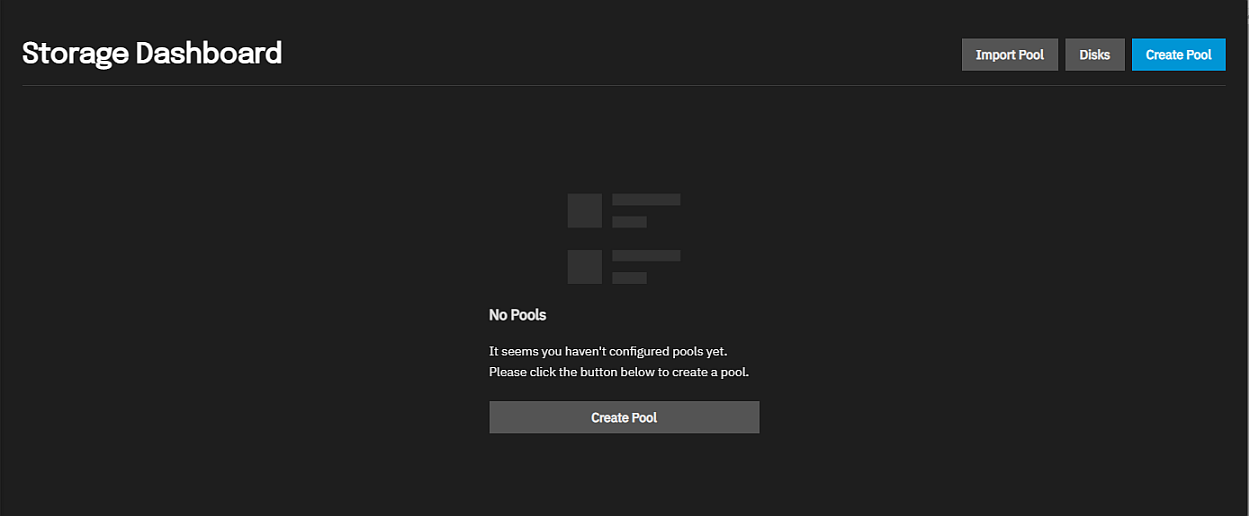 Storage Dashboard
Import Pool
Disks
Create Pool
No Pools
It seems you haven't configured pools yet.
Please click the button below to create a pool.
Create Pool